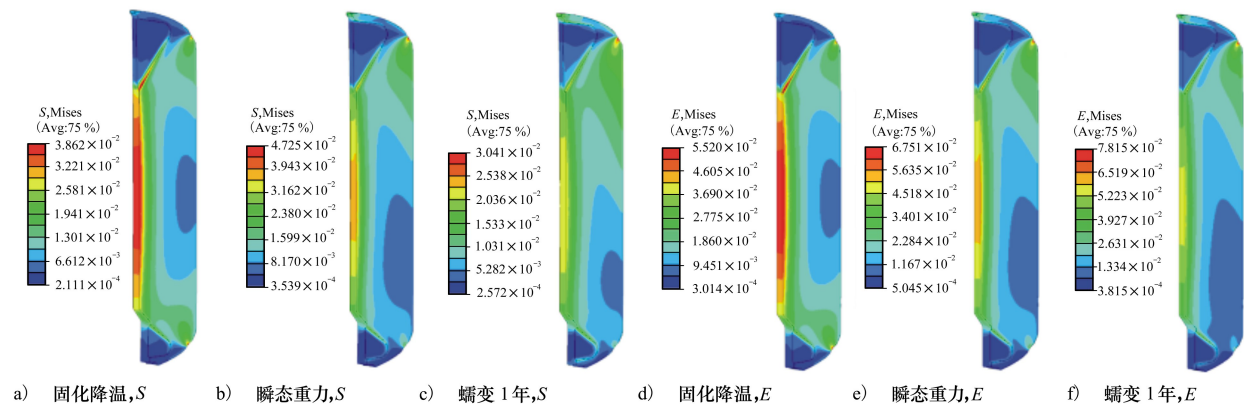 S,Mises
(Avg:75 %)
3.862×10⁻²
3.221×10⁻²
2.581×10⁻²
1.941×10⁻²
1.301×10⁻²
6.612×10⁻³
2.111×10⁻⁴
a) 固化降温,S
S,Mises
(Avg:75 %)
4.725×10⁻²
3.943×10⁻²
3.162×10⁻²
2.380×10⁻²
1.599×10⁻²
8.170×10⁻³
3.539×10⁻⁴
b) 瞬态重力,S
S,Mises
(Avg:75 %)
3.041×10⁻²
2.538×10⁻²
2.036×10⁻²
1.533×10⁻²
1.031×10⁻²
5.282×10⁻³
2.572×10⁻⁴
c) 蠕变 1 年,S
E,Mises
(Avg:75 %)
5.520×10⁻²
4.605×10⁻²
3.690×10⁻²
2.775×10⁻²
1.860×10⁻²
9.451×10⁻³
3.014×10⁻⁴
d) 固化降温,E
E,Mises
(Avg:75 %)
6.751×10⁻²
5.635×10⁻²
4.518×10⁻²
3.401×10⁻²
2.284×10⁻²
1.167×10⁻²
5.045×10⁻⁴
e) 瞬态重力,E
E,Mises
(Avg:75 %)
7.815×10⁻²
6.519×10⁻²
5.223×10⁻²
3.927×10⁻²
2.631×10⁻²
1.334×10⁻²
3.815×10⁻⁴
f) 蠕变 1 年,E